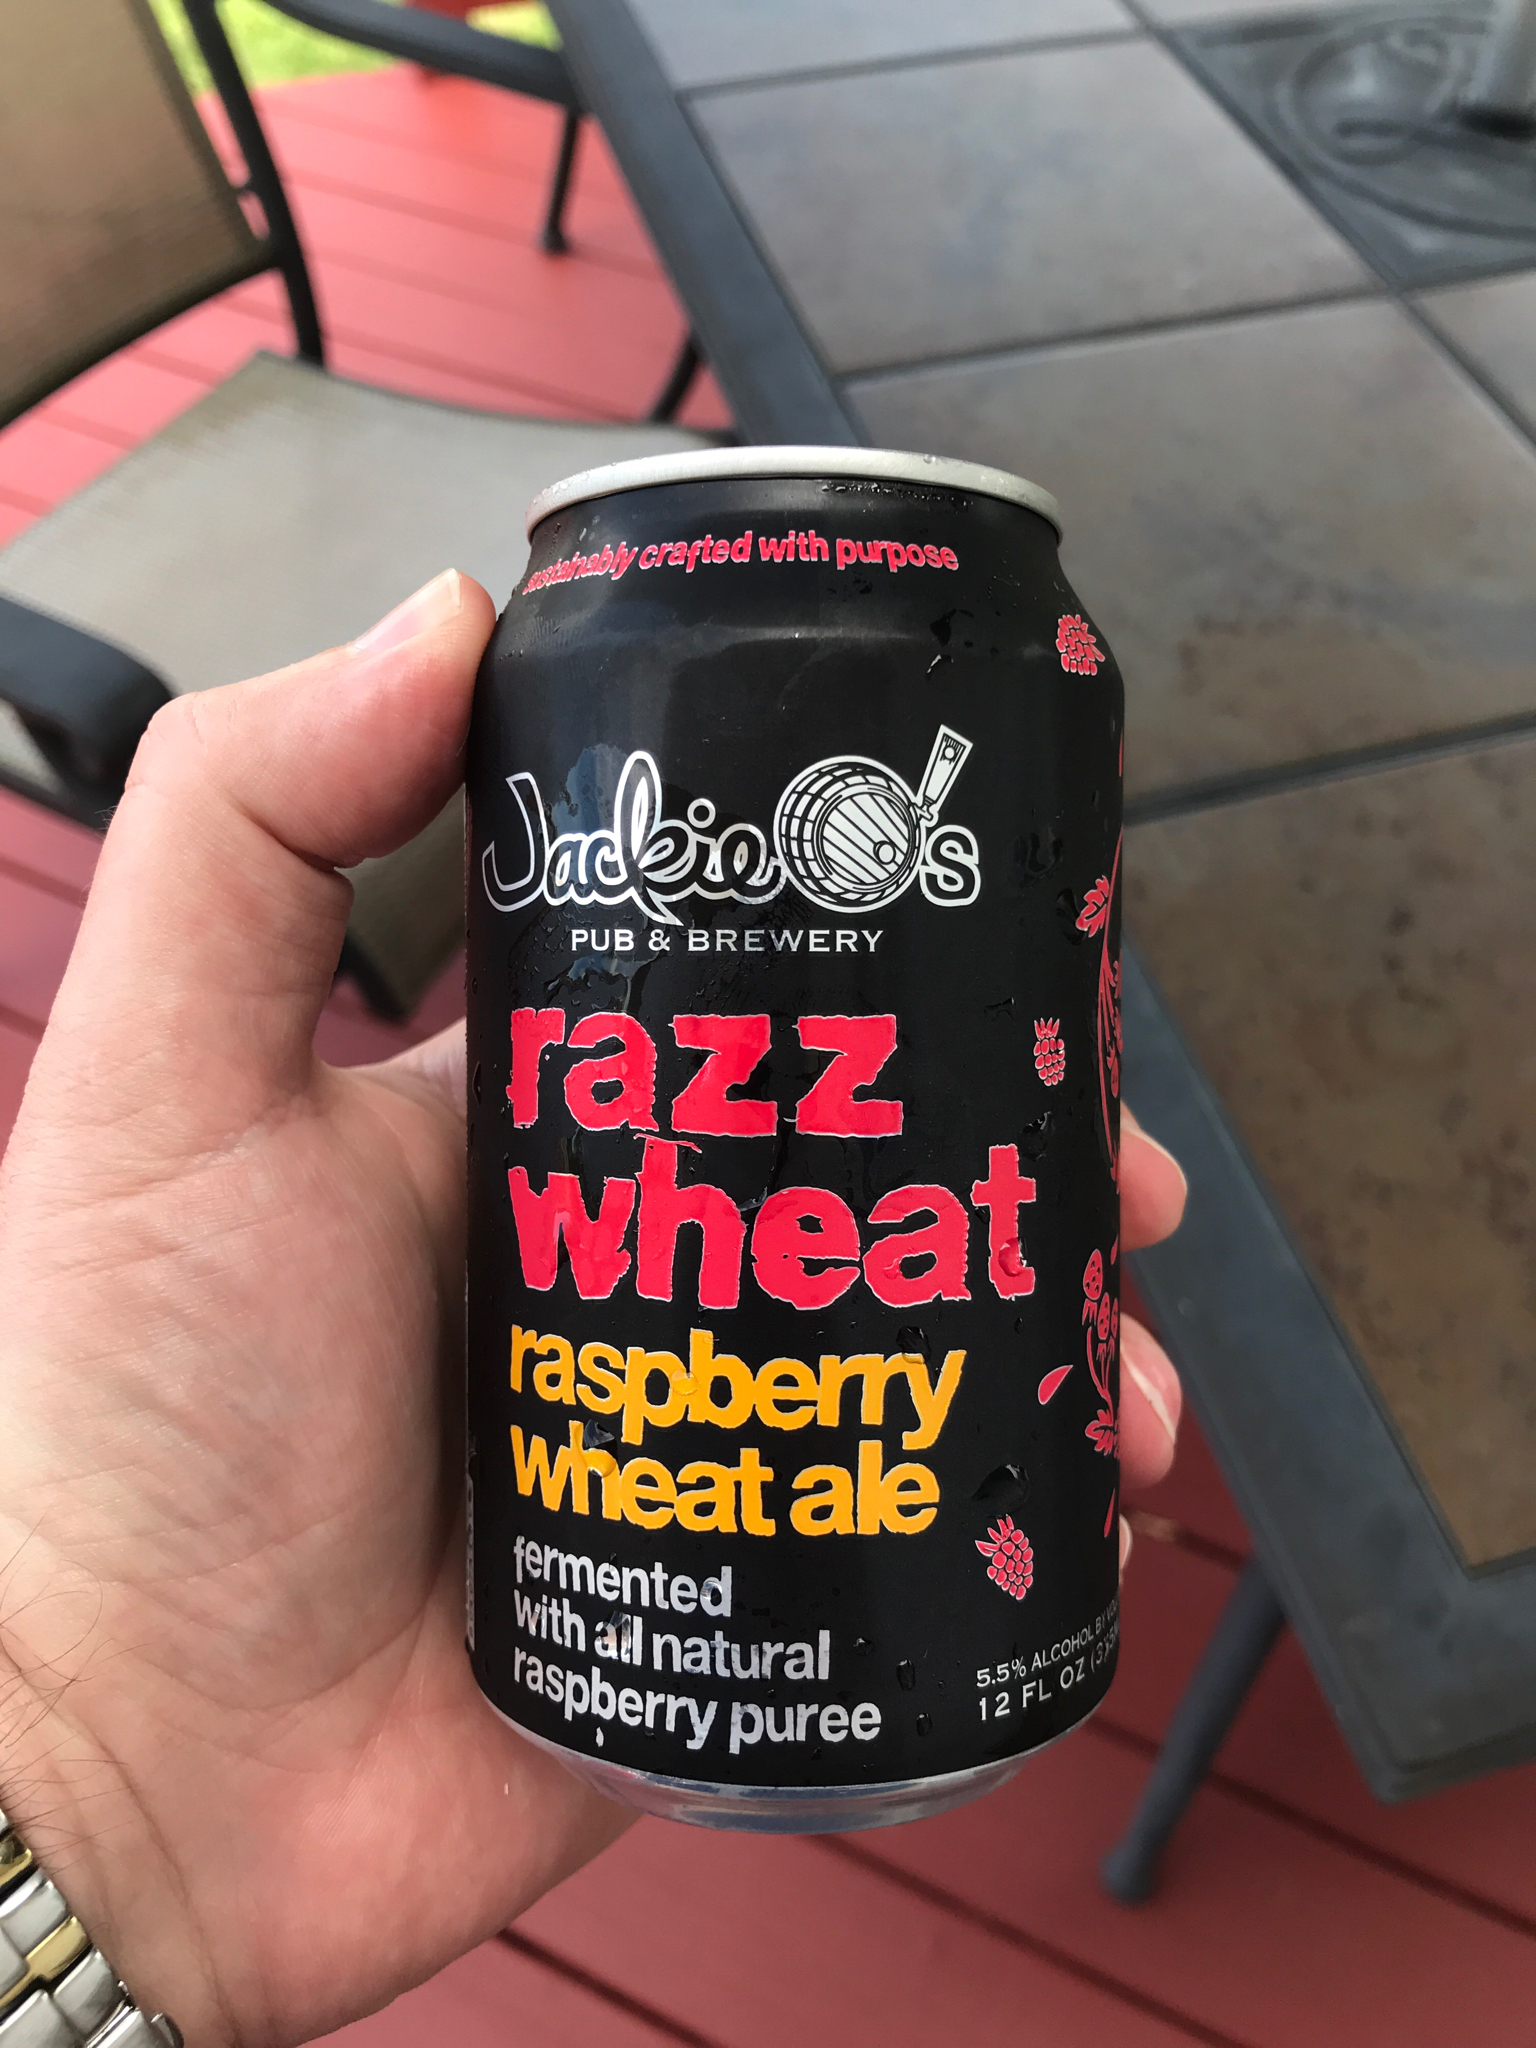 sustainably crafted with purpose
Jackie O's
PUB & BREWERY
razz
wheat
raspberry
wheat ale
fermented
with all natural
raspberry puree
5.5% ALCOHOL BY
12 FL OZ